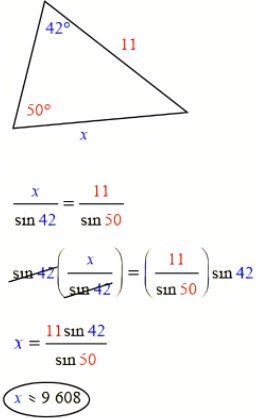 42°
11
50°
x
x / sin 42 = 11 / sin 50
sin 42 ( x / sin 42 ) = ( 11 / sin 50 ) sin 42
x = 11 sin 42 / sin 50
x ≈ 9 608